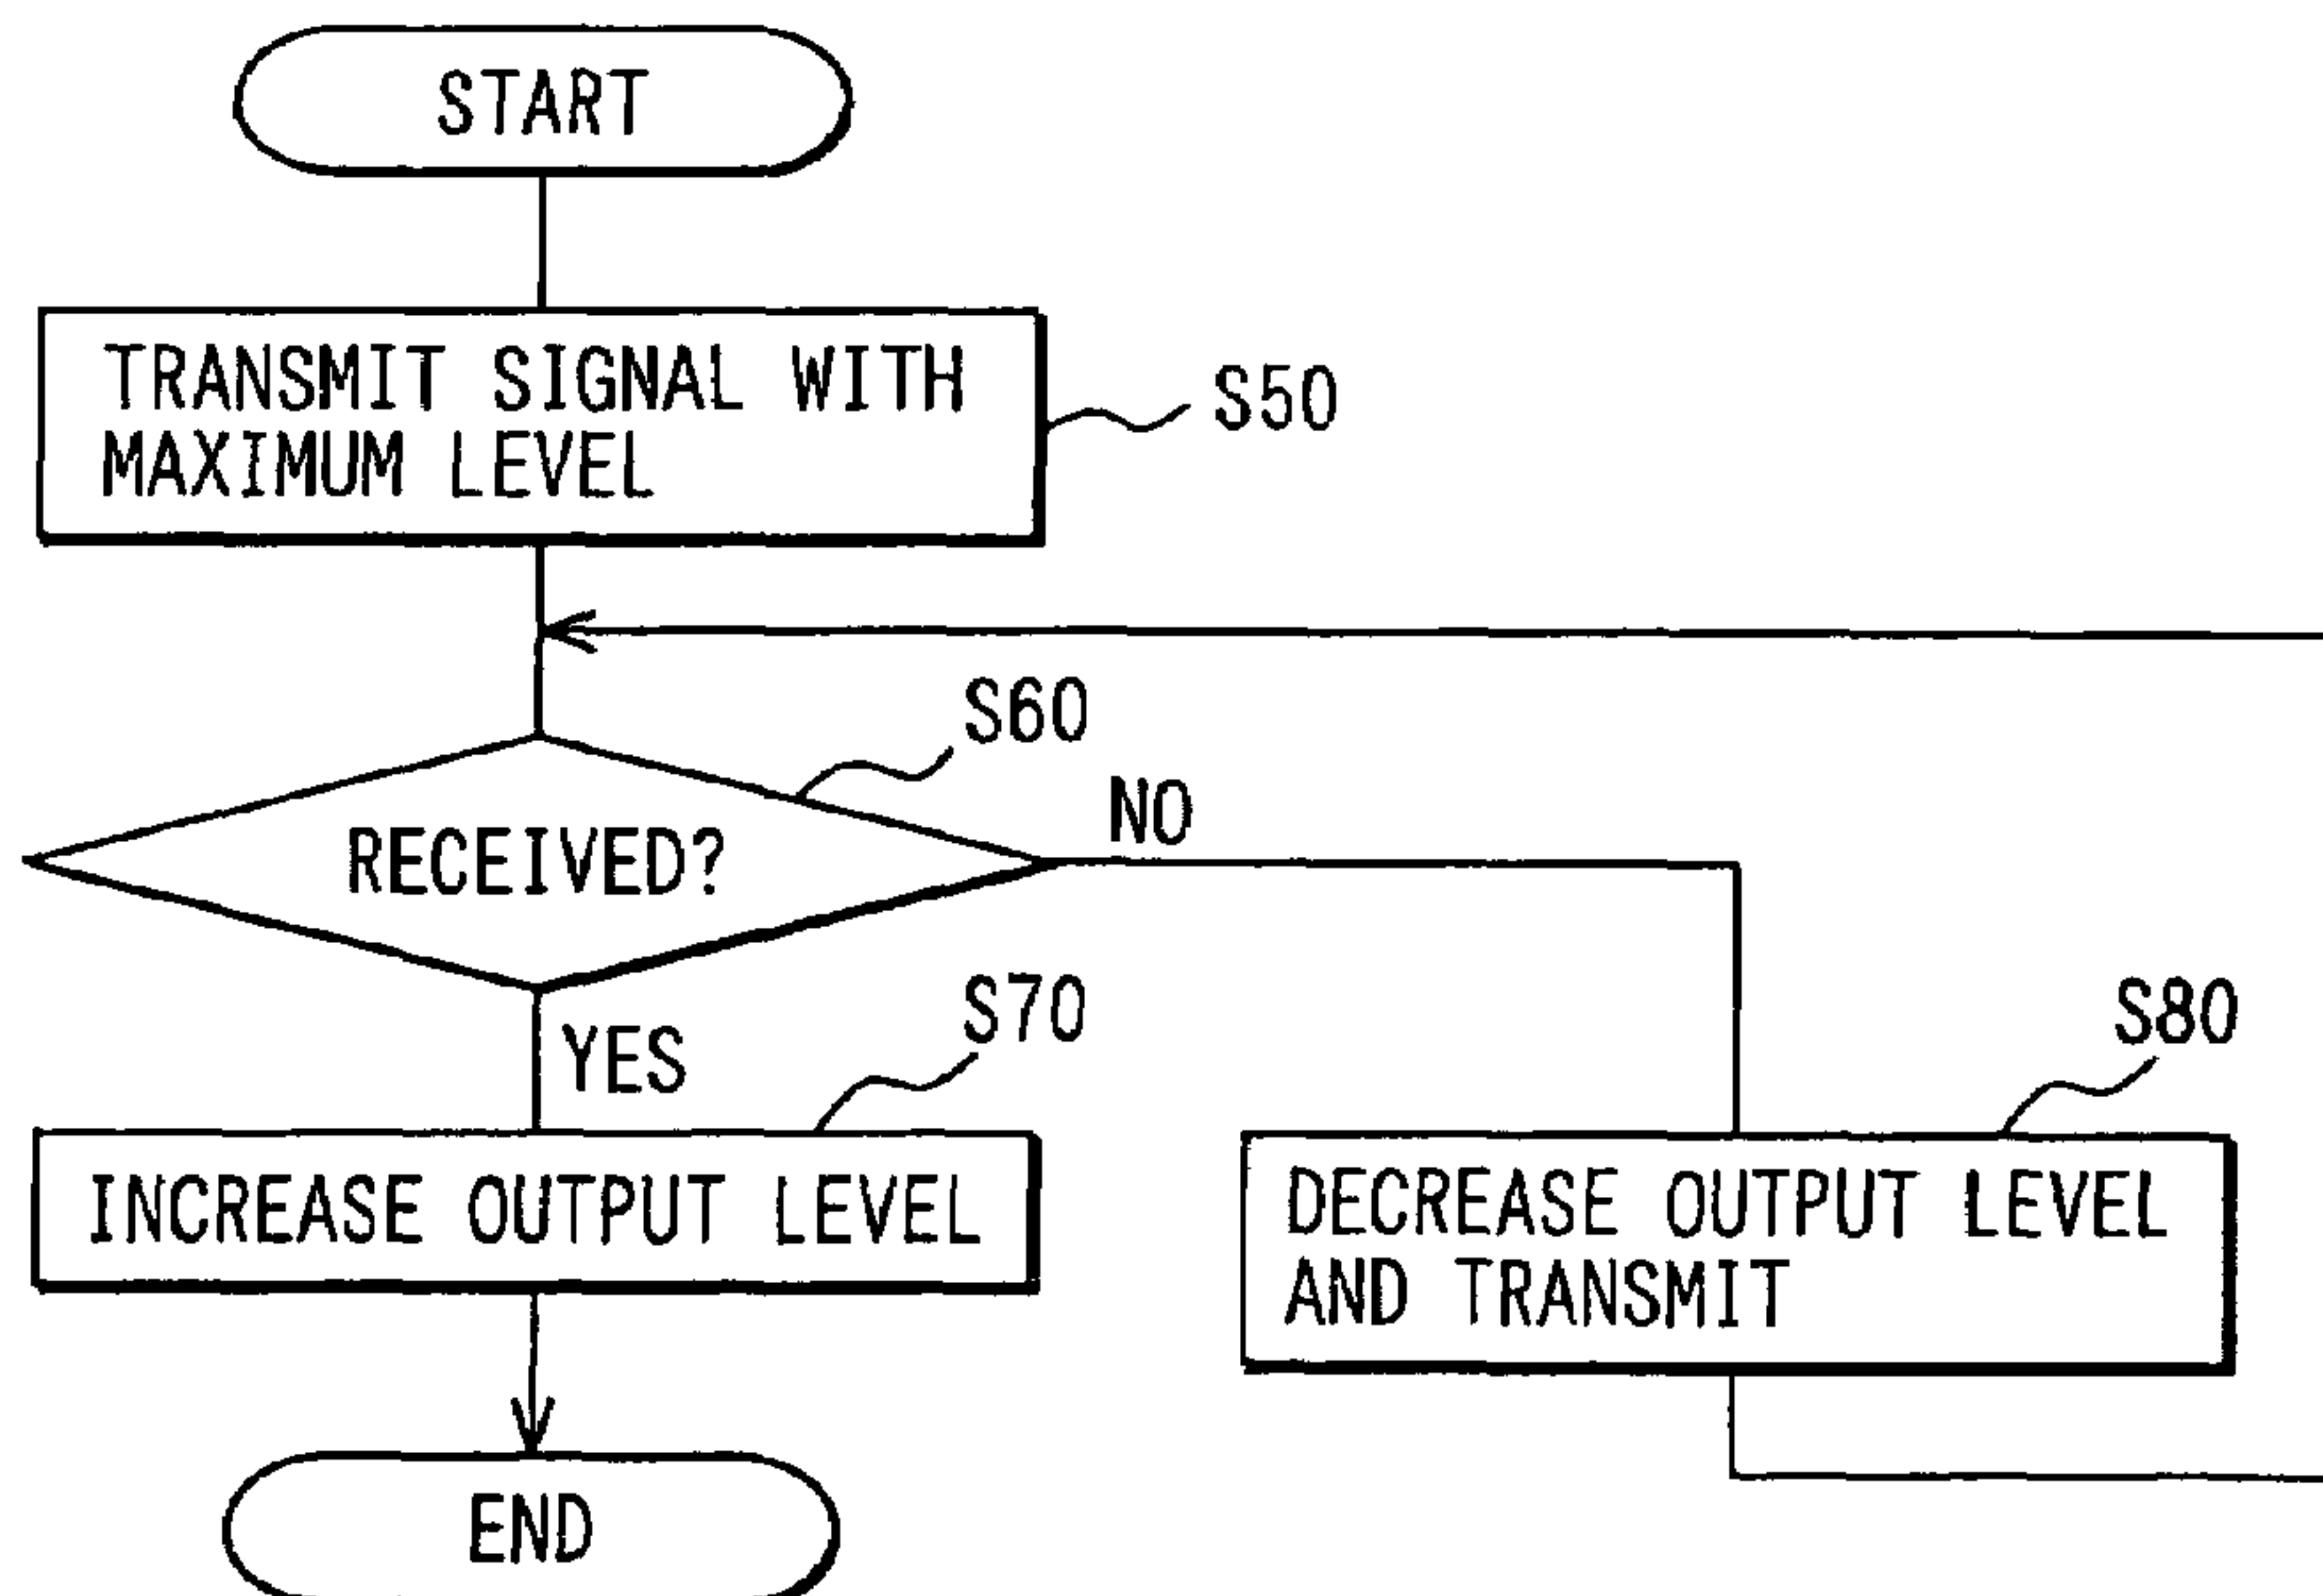 START
TRANSMIT SIGNAL WITH
MAXIMUM LEVEL
S50
S60
NO
RECEIVED?
YES
S70
S80
INCREASE OUTPUT LEVEL
DECREASE OUTPUT LEVEL
AND TRANSMIT
END